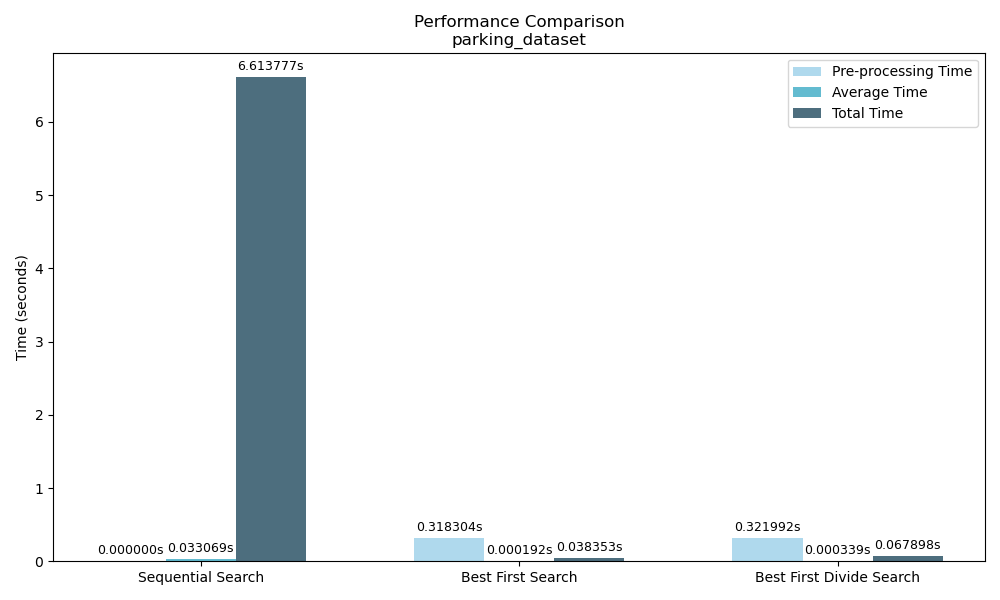 Performance Comparison
parking_dataset
Pre-processing Time
Average Time
Total Time
Time (seconds)
6
5
4
3
2
1
0
0.000000s
0.033069s
6.613777s
0.318304s
0.000192s
0.038353s
0.321992s
0.000339s
0.067898s
Sequential Search
Best First Search
Best First Divide Search